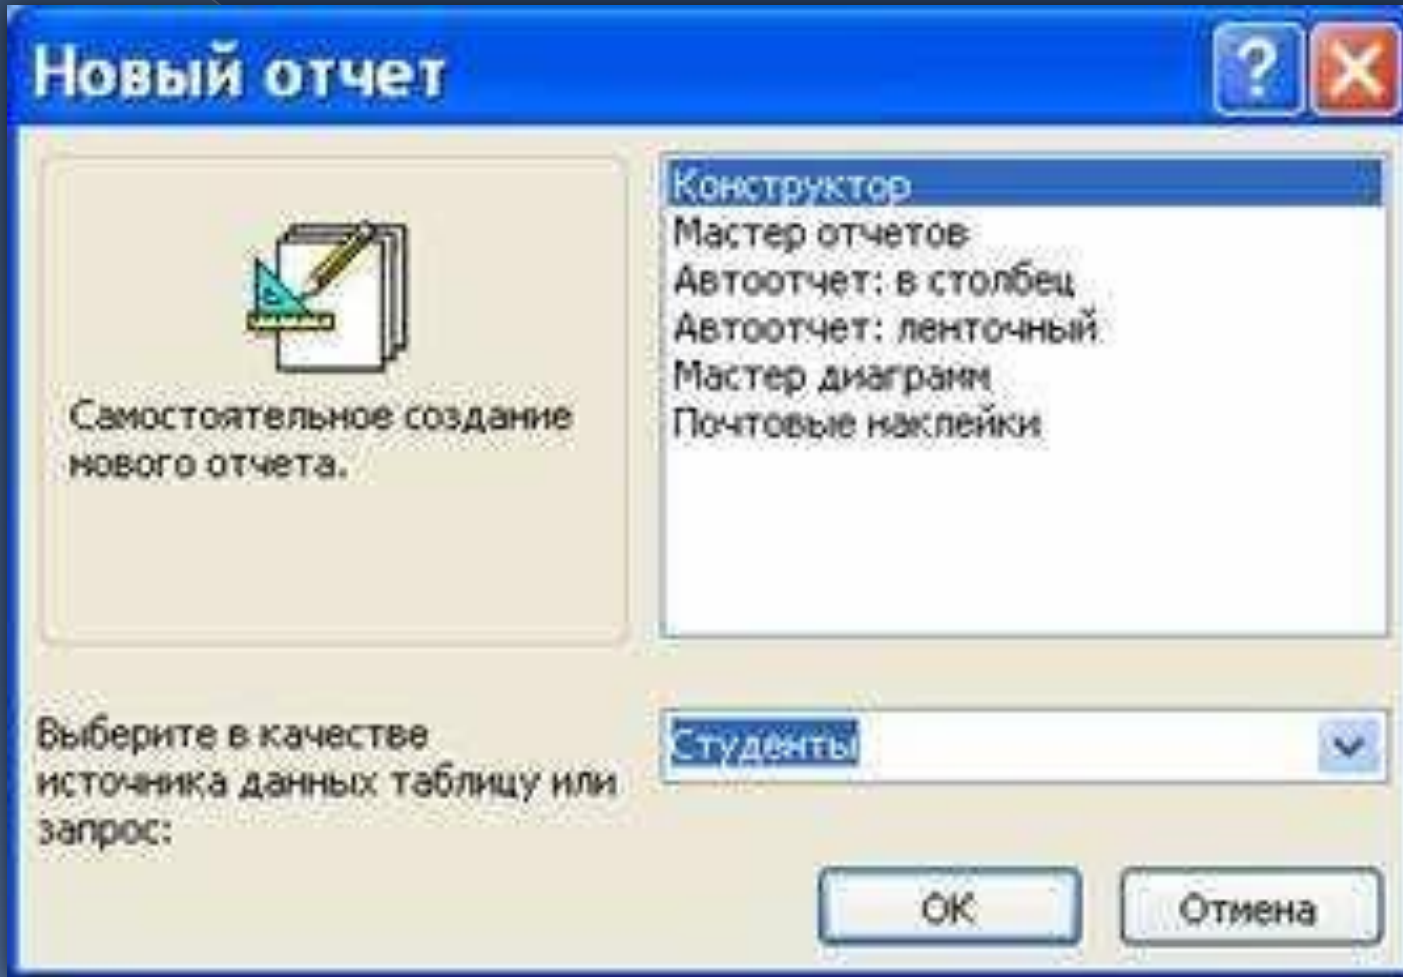 Новый отчет
Конструктор
Мастер отчетов
Автоотчет: в столбец
Автоотчет: ленточный
Мастер диаграмм
Почтовые наклейки
Самостоятельное создание
нового отчета.
Выберите в качестве
источника данных таблицу или
запрос:
Студенты
ОК
Отмена